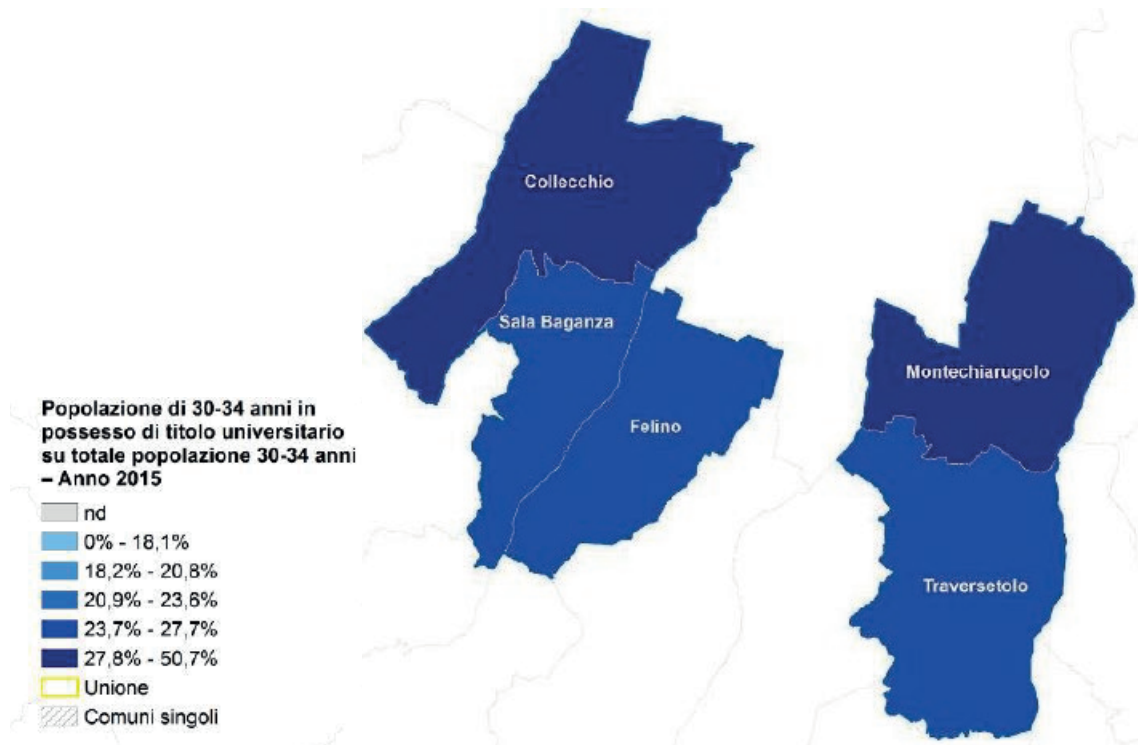 Collecchio
Sala Baganza
Felino
Montechiarugolo
Traversetolo
Popolazione di 30-34 anni in
possesso di titolo universitario
su totale popolazione 30-34 anni
– Anno 2015
nd
0% - 18,1%
18,2% - 20,8%
20,9% - 23,6%
23,7% - 27,7%
27,8% - 50,7%
Unione
Comuni singoli